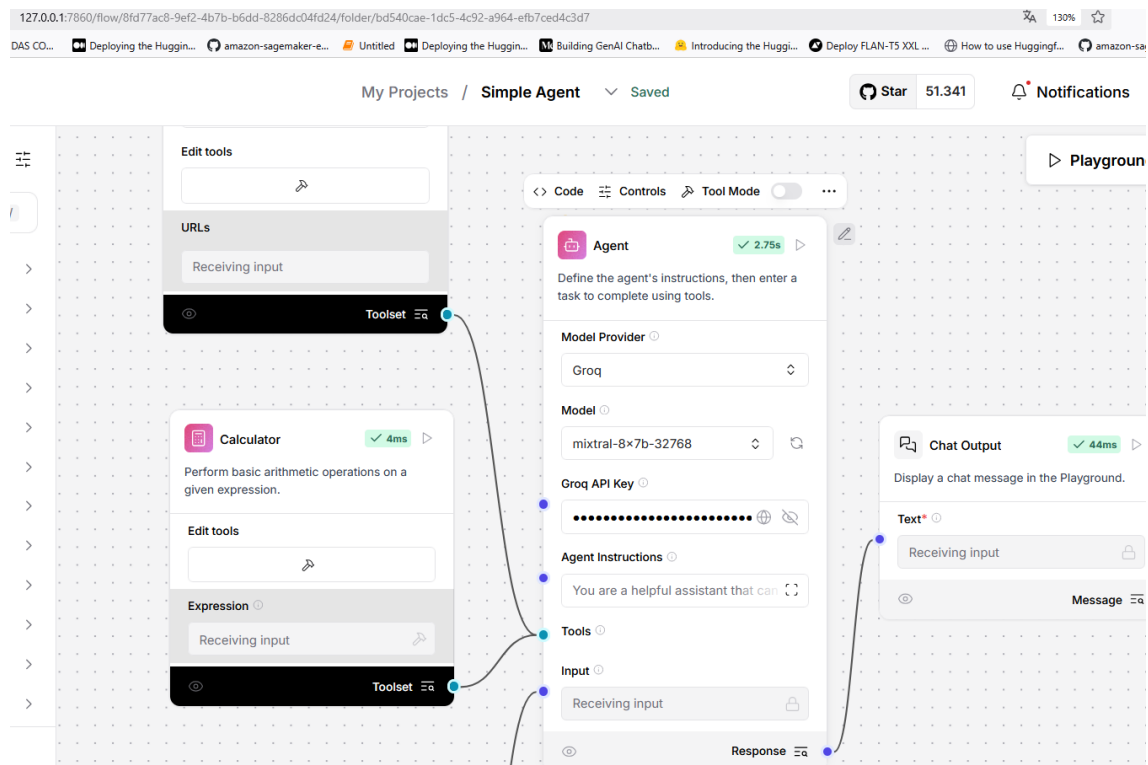 127.0.0.1:7860/flow/8fd77ac8-9ef2-4b7b-b6dd-8286dc04fd24/folder/bd540cae-1dc5-4c92-a964-efb7ced4c3d7
130%
DAS CO... Deploying the Huggin... amazon-sagemaker-e... Untitled Deploying the Huggin... Building GenAI Chatb... Introducing the Huggi... Deploy FLAN-T5 XXL ... How to use Huggingf... amazon-sag
My Projects / Simple Agent Saved
Star 51.341
Notifications
Playgroun
Edit tools
URLs
Receiving input
Toolset
Calculator
4ms
Perform basic arithmetic operations on a
given expression.
Edit tools
Expression
Receiving input
Toolset
Code Controls Tool Mode ...
Agent
2.75s
Define the agent's instructions, then enter a
task to complete using tools.
Model Provider
Groq
Model
mixtral-8x7b-32768
Groq API Key
Agent Instructions
You are a helpful assistant that can
Tools
Input
Receiving input
Response
Chat Output
44ms
Display a chat message in the Playground.
Text*
Receiving input
Message